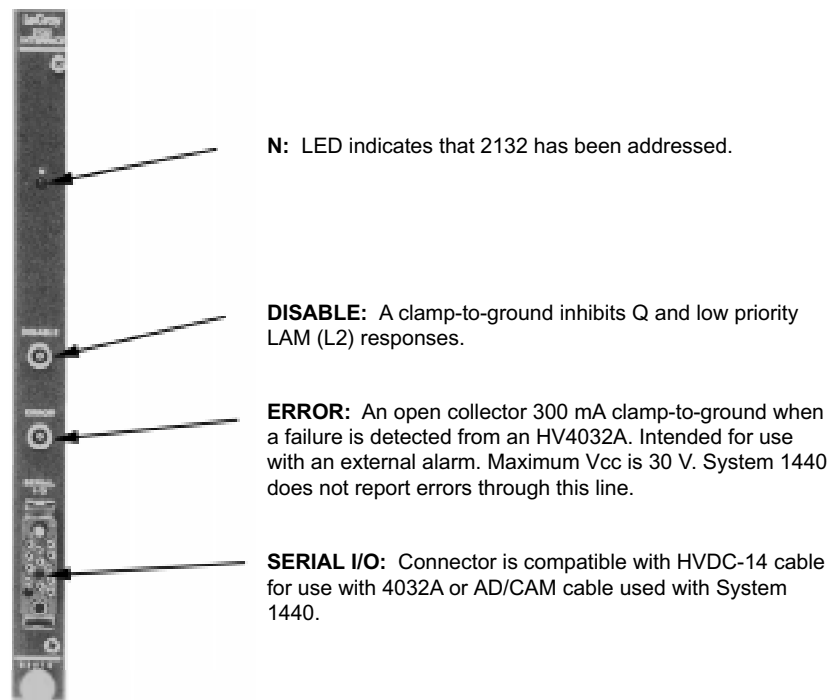 LeCroy
N: LED indicates that 2132 has been addressed.
DISABLE: A clamp-to-ground inhibits Q and low priority
LAM (L2) responses.
DISABLE
ERROR: An open collector 300 mA clamp-to-ground when
a failure is detected from an HV4032A. Intended for use
with an external alarm. Maximum Vcc is 30 V. System 1440
does not report errors through this line.
ERROR
SERIAL
I/O
SERIAL I/O: Connector is compatible with HVDC-14 cable
for use with 4032A or AD/CAM cable used with System
1440.